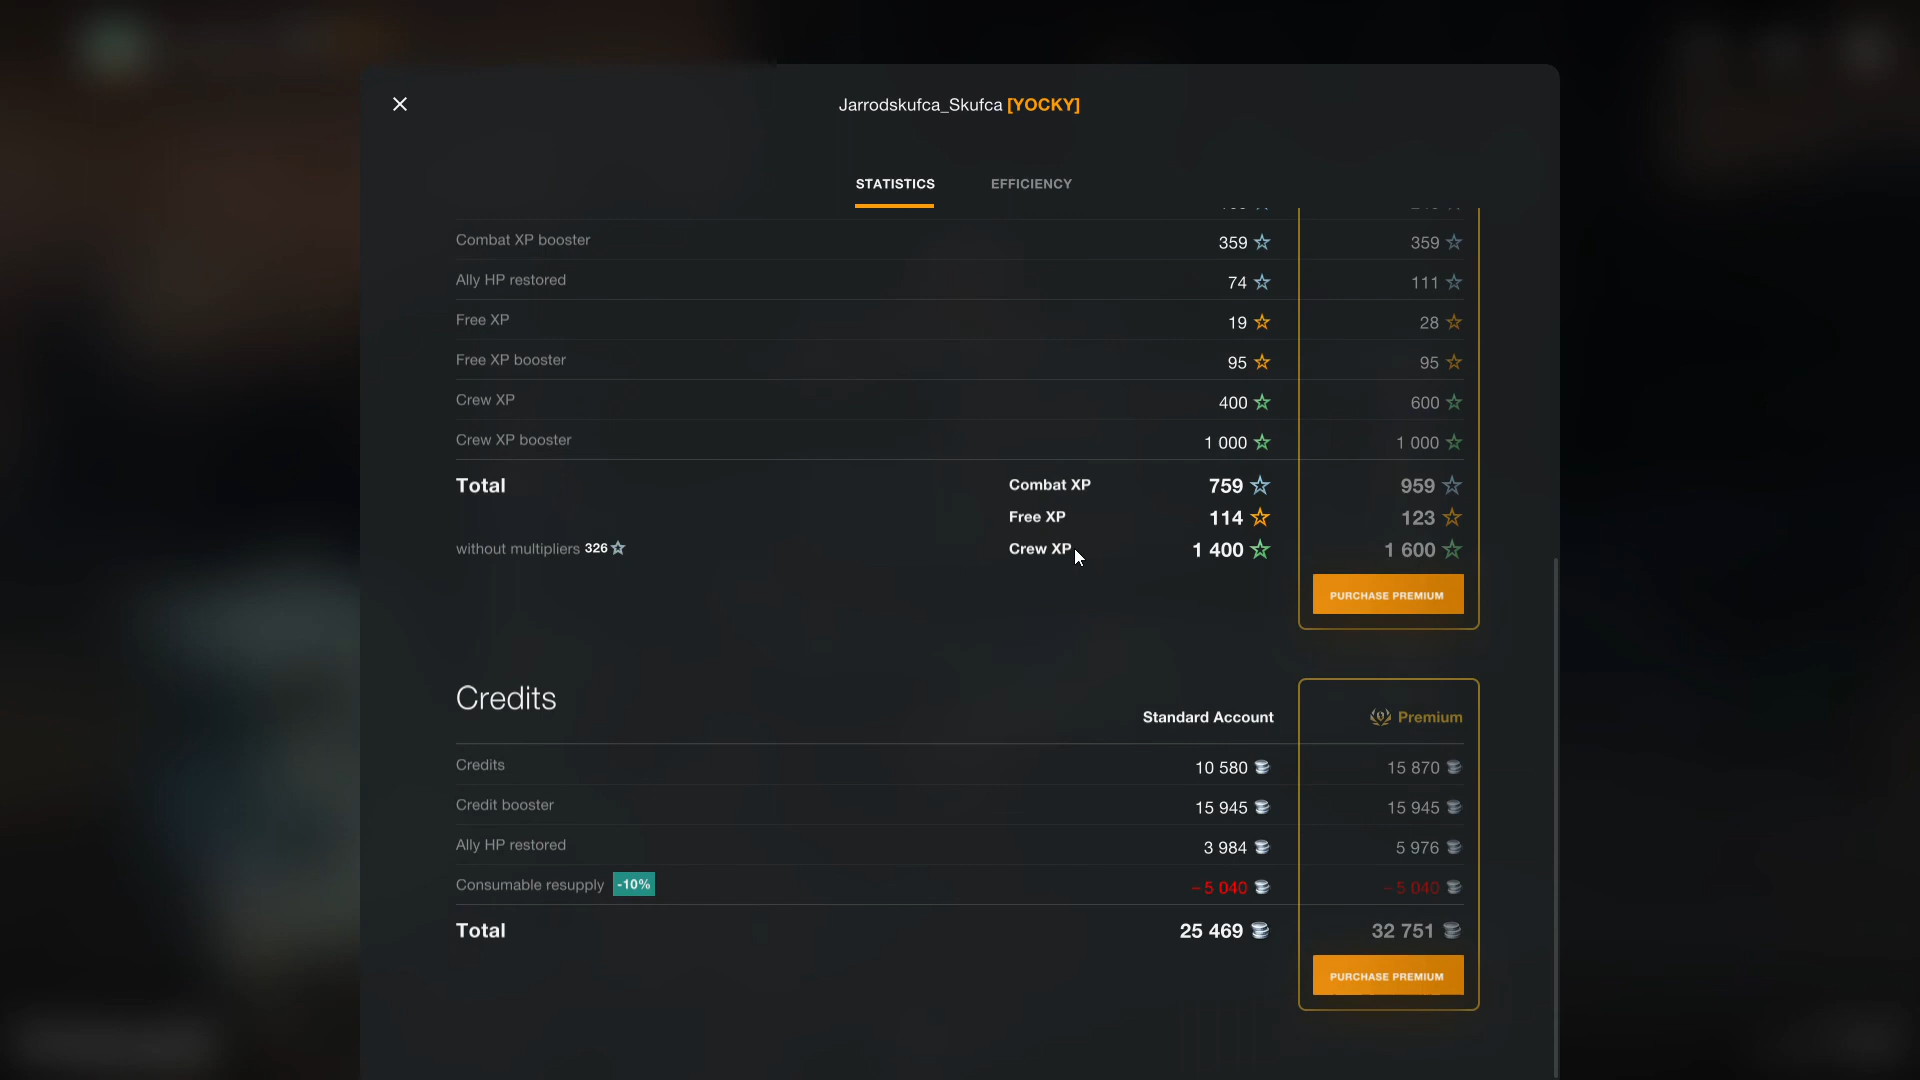 Jarrodskufca_Skufca [YOCKY]
STATISTICS EFFICIENCY
Combat XP booster 359 359
Ally HP restored 74 111
Free XP 19 28
Free XP booster 95 95
Crew XP 400 600
Crew XP booster 1 000 1 000
Total Combat XP 759 959
Free XP 114 123
without multipliers 326 Crew XP 1 400 1 600
PURCHASE PREMIUM
Credits
Standard Account Premium
Credits 10 580 15 870
Credit booster 15 945 15 945
Ally HP restored 3 984 5 976
Consumable resupply -10% –5 040 –5 040
Total 25 469 32 751
PURCHASE PREMIUM